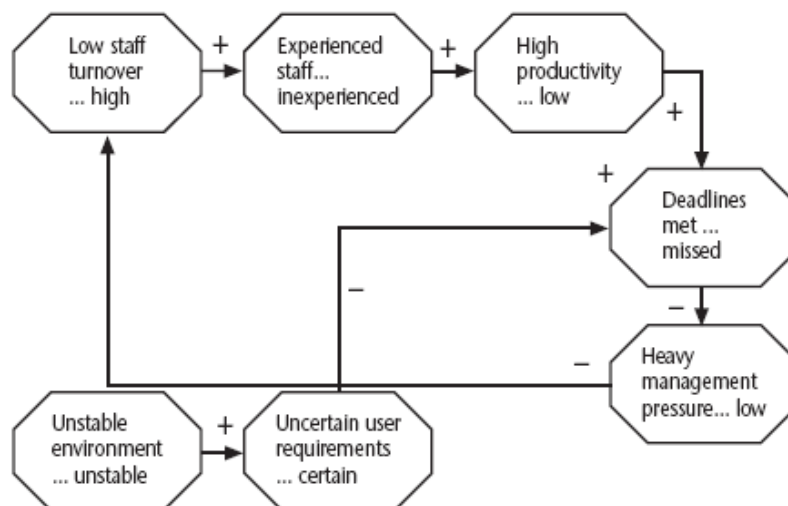 Low staff
turnover
... high
+
Experienced
staff...
inexperienced
+
High
productivity
... low
+
+
Deadlines
met ...
missed
–
–
Heavy
management
pressure... low
–
Unstable
environment
... unstable
+
Uncertain user
requirements
... certain